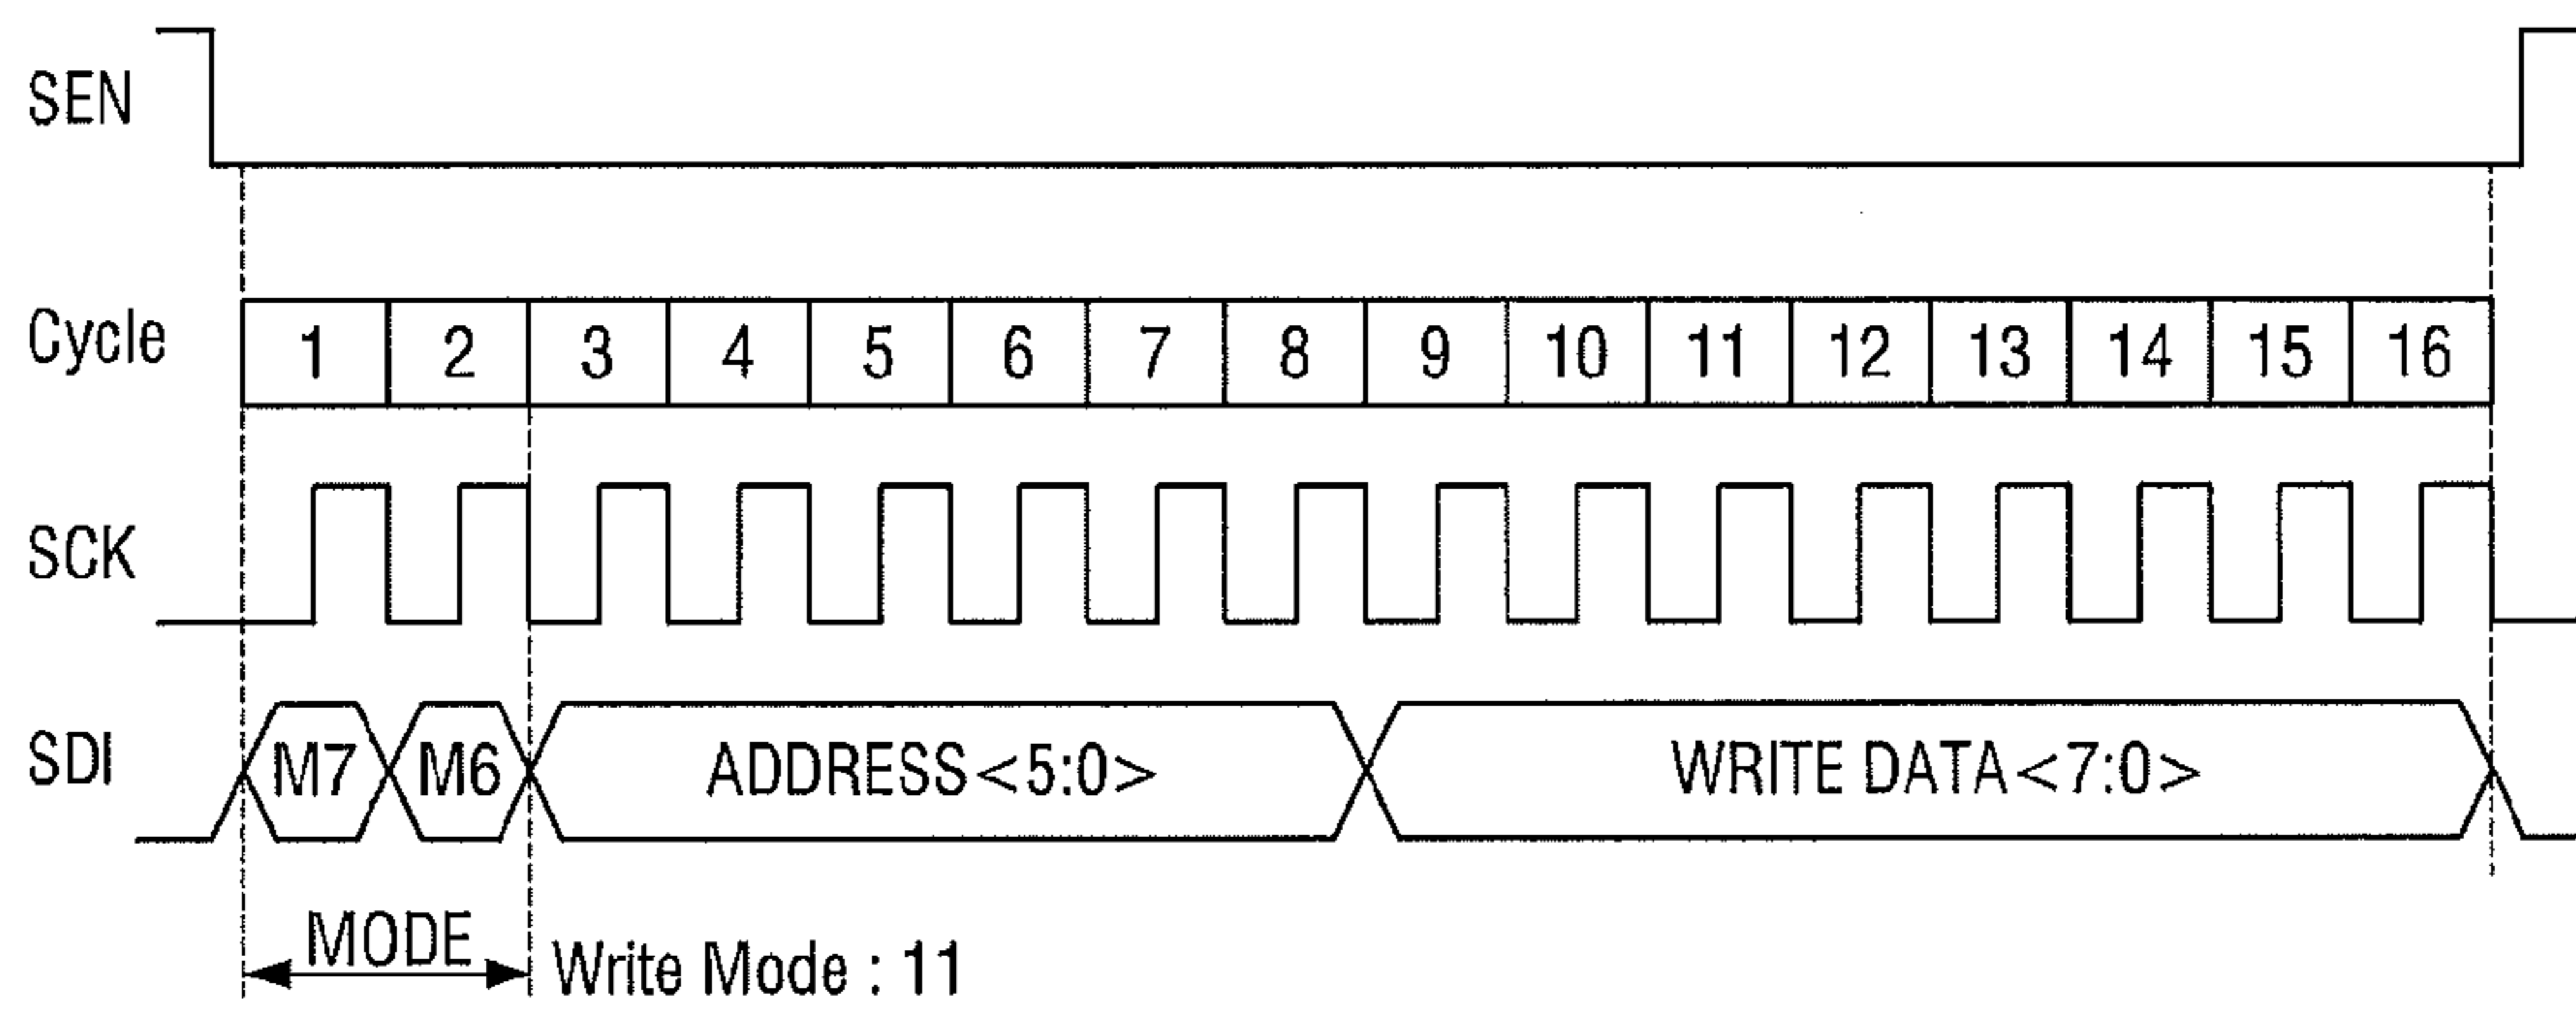 SEN
Cycle 1 2 3 4 5 6 7 8 9 10 11 12 13 14 15 16
SCK
SDI M7 M6 ADDRESS<5:0> WRITE DATA<7:0>
MODE
Write Mode : 11